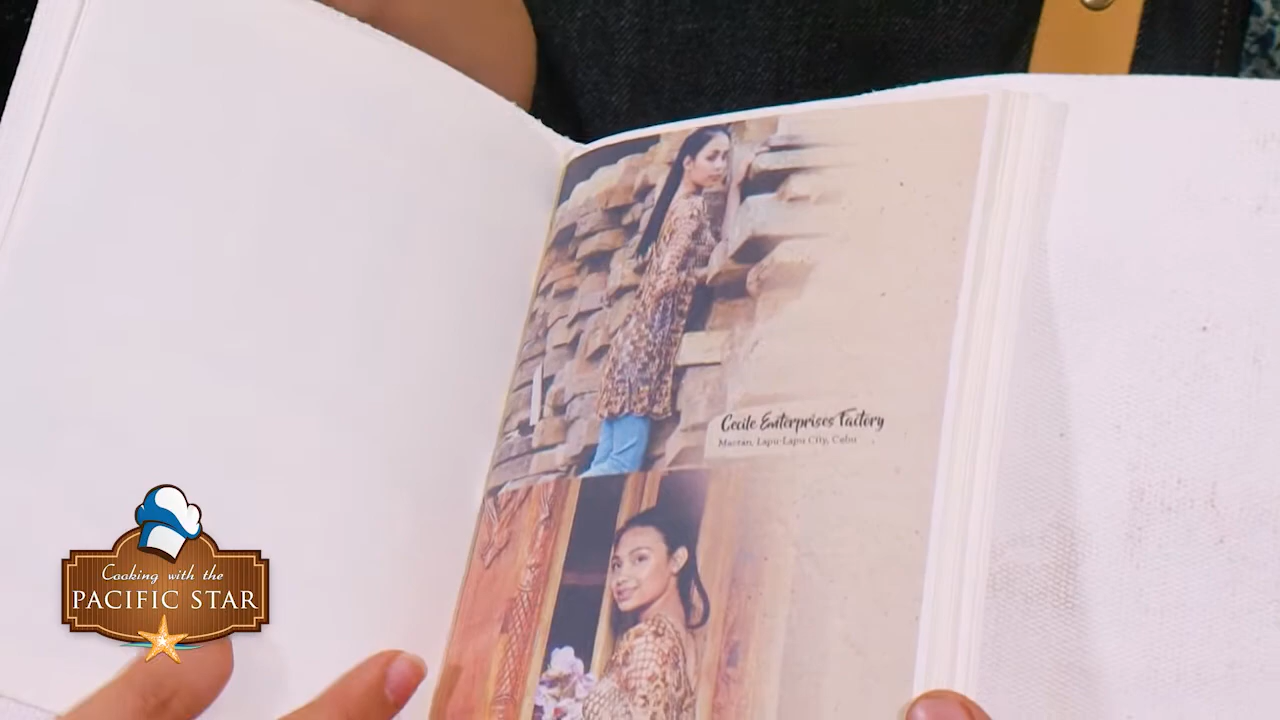 Cecile Enterprises Factory
Mactan, Lapu-Lapu City, Cebu
Cooking with the
PACIFIC STAR